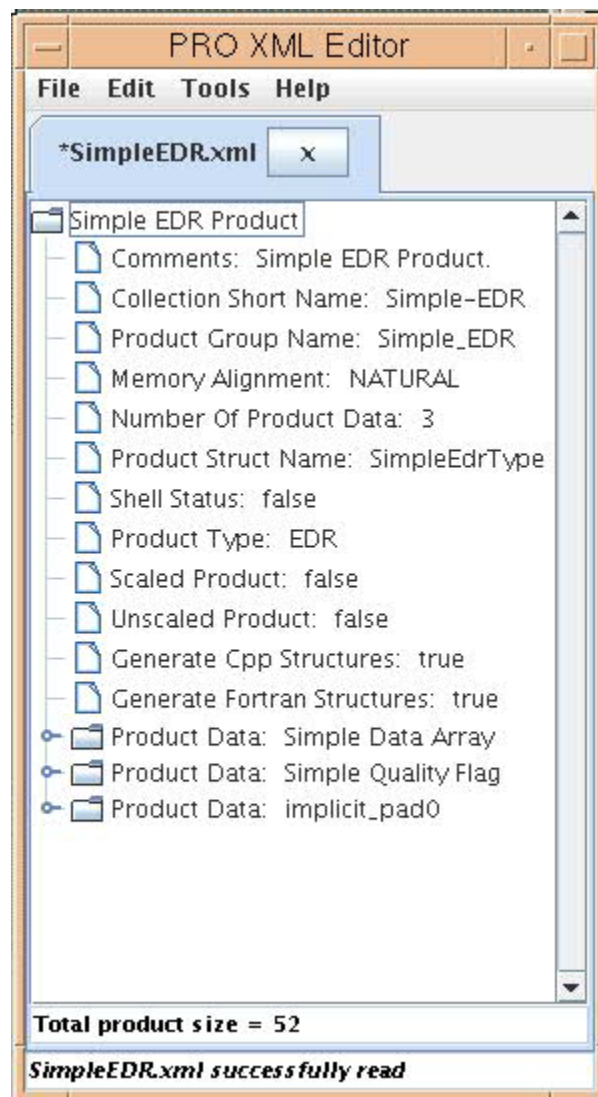 PRO XML Editor
File Edit Tools Help
*SimpleEDR.xml x
Simple EDR Product
Comments: Simple EDR Product.
Collection Short Name: Simple-EDR
Product Group Name: Simple_EDR
Memory Alignment: NATURAL
Number Of Product Data: 3
Product Struct Name: SimpleEdrType
Shell Status: false
Product Type: EDR
Scaled Product: false
Unscaled Product: false
Generate Cpp Structures: true
Generate Fortran Structures: true
Product Data: Simple Data Array
Product Data: Simple Quality Flag
Product Data: implicit_pad0
Total product size = 52
SimpleEDR.xml successfully read